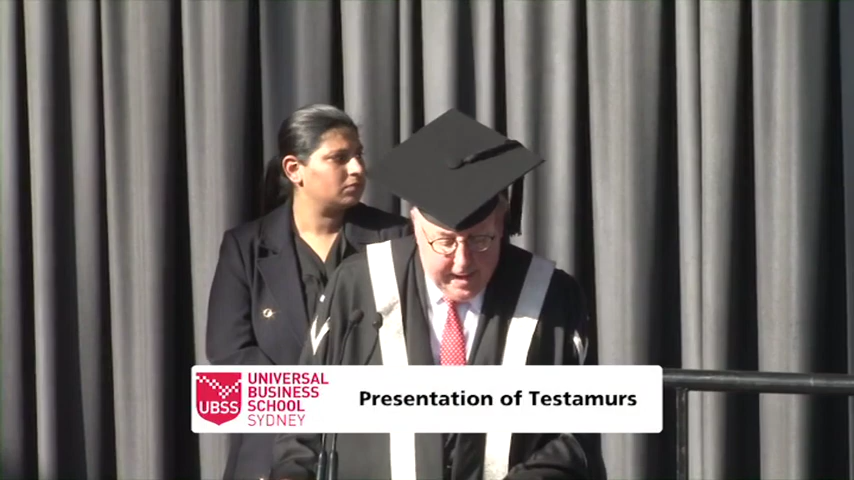 UBSS
UNIVERSAL
BUSINESS
SCHOOL
SYDNEY
Presentation of Testamurs